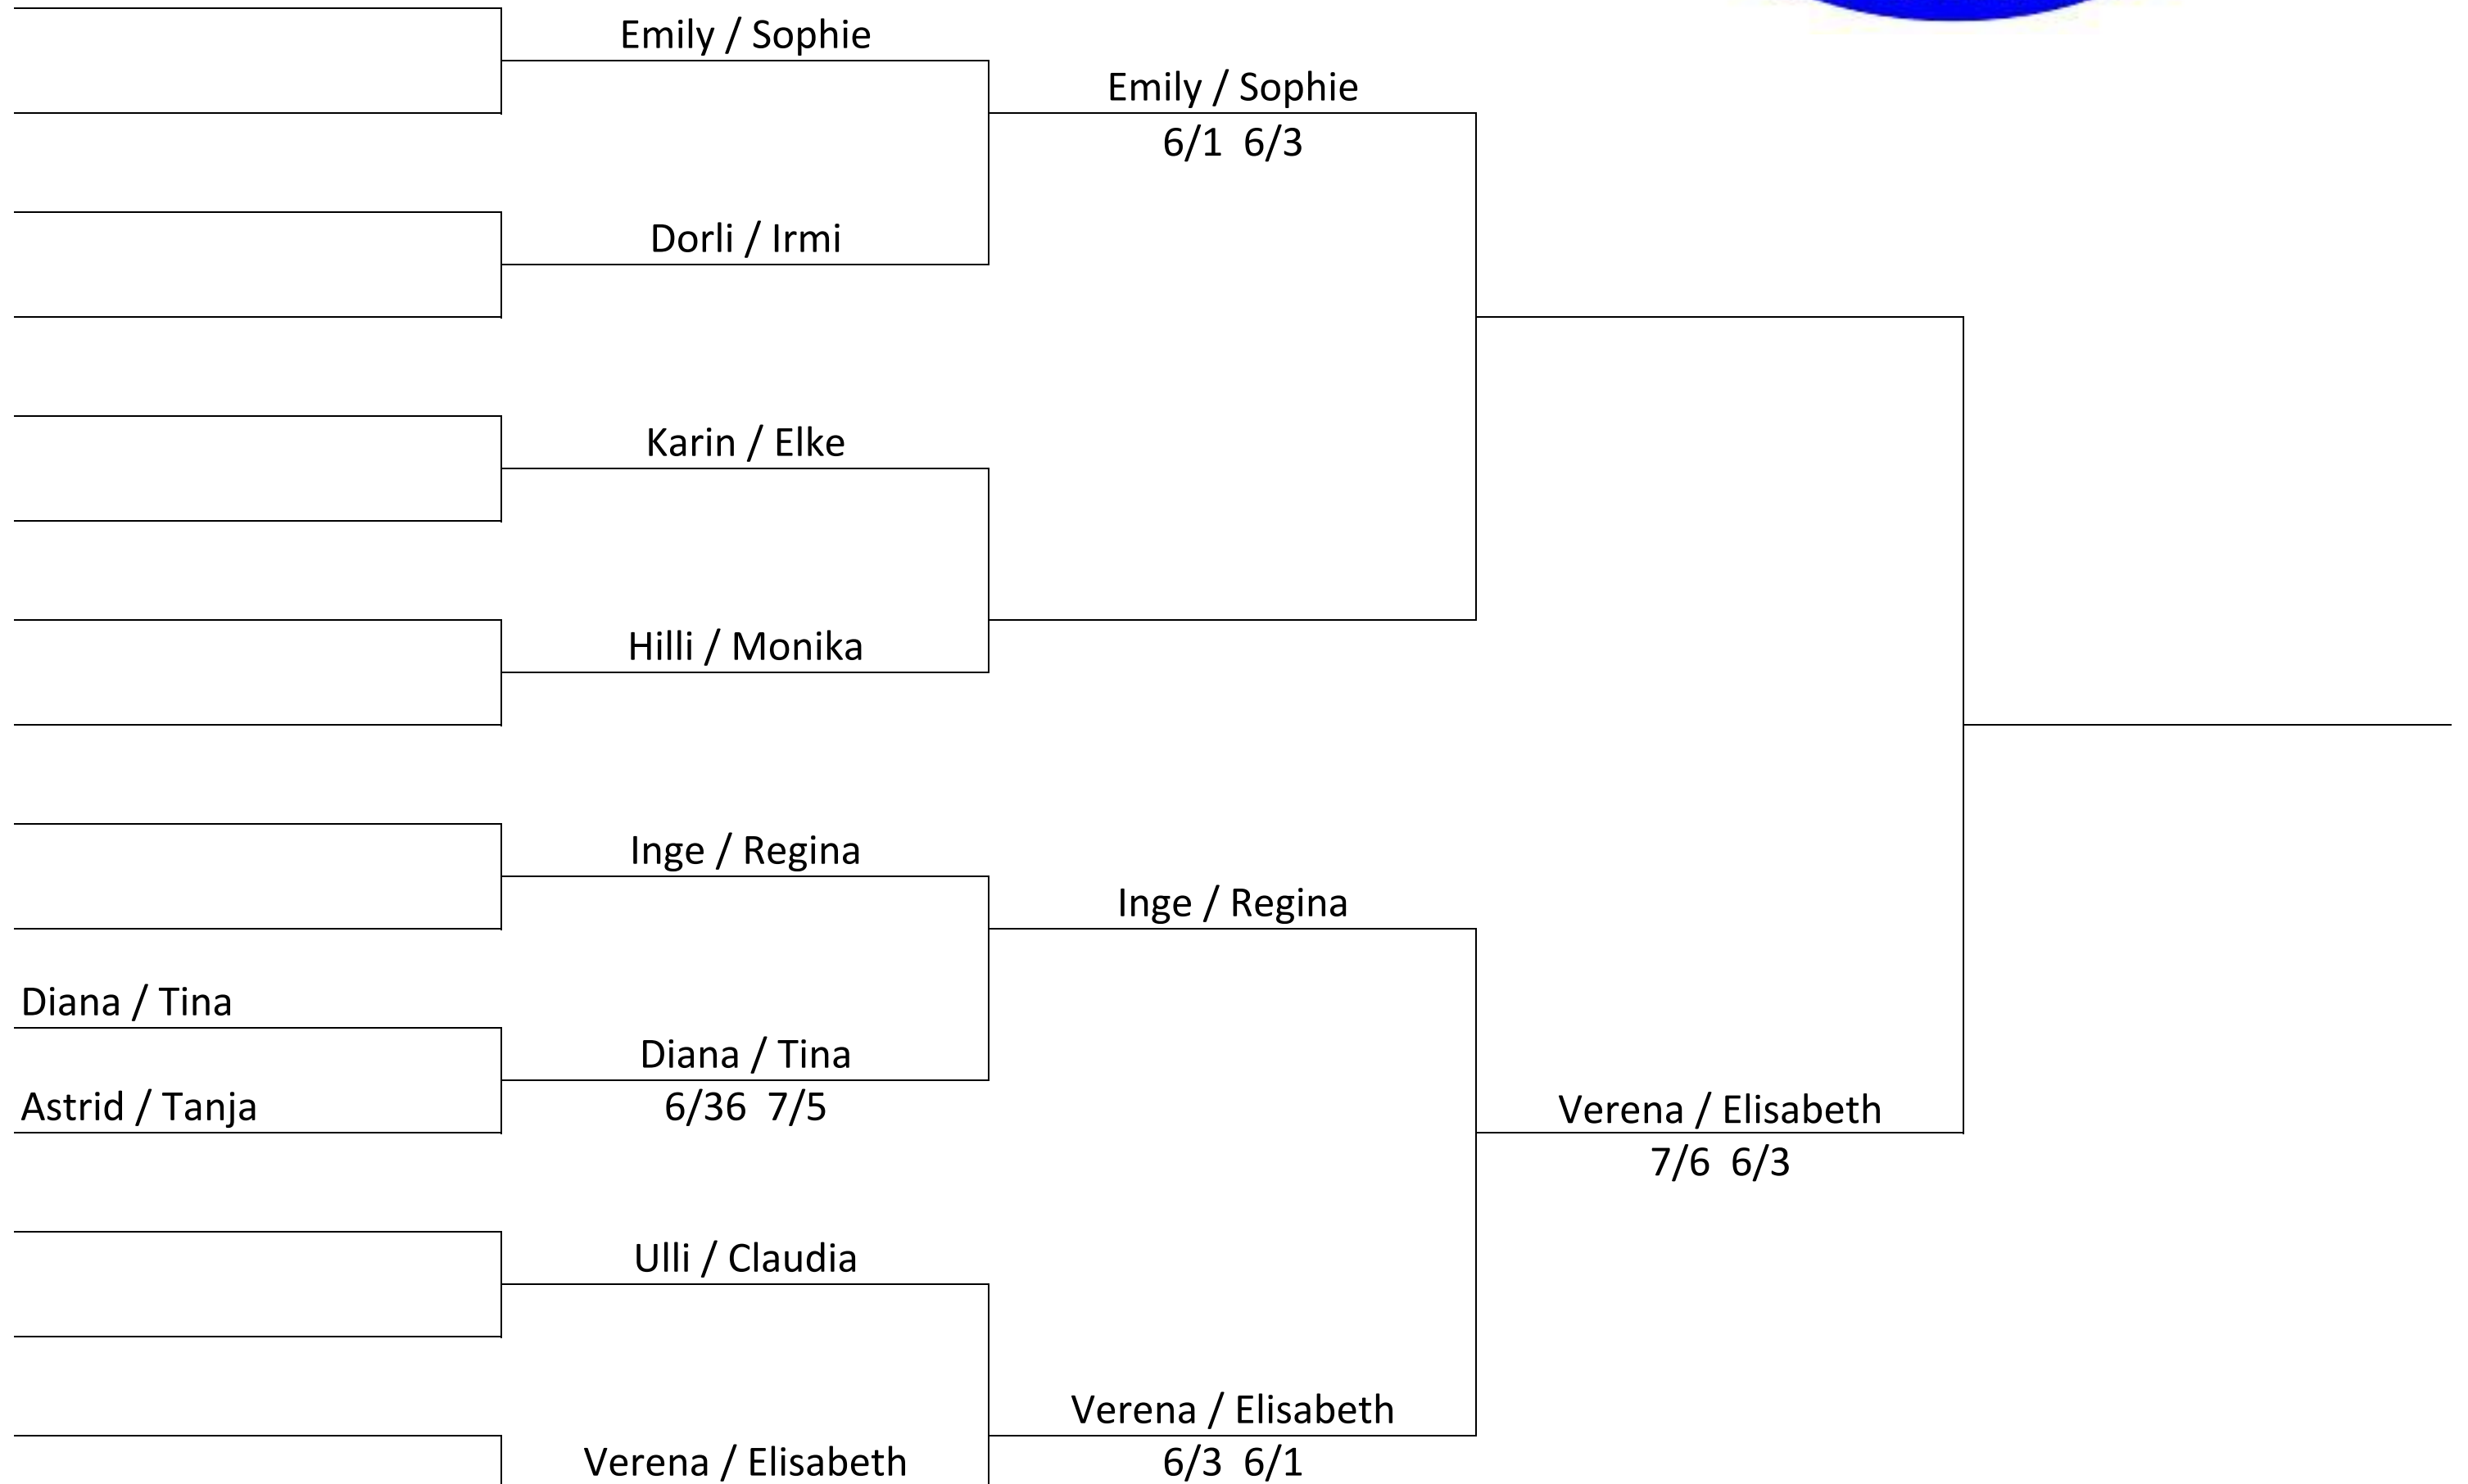 Emily / Sophie
Emily / Sophie
6/1 6/3
Dorli / Irmi
Karin / Elke
Hilli / Monika
Inge / Regina
Inge / Regina
Diana / Tina
Diana / Tina
6/36 7/5
Astrid / Tanja
Verena / Elisabeth
7/6 6/3
Ulli / Claudia
Verena / Elisabeth
6/3 6/1
Verena / Elisabeth